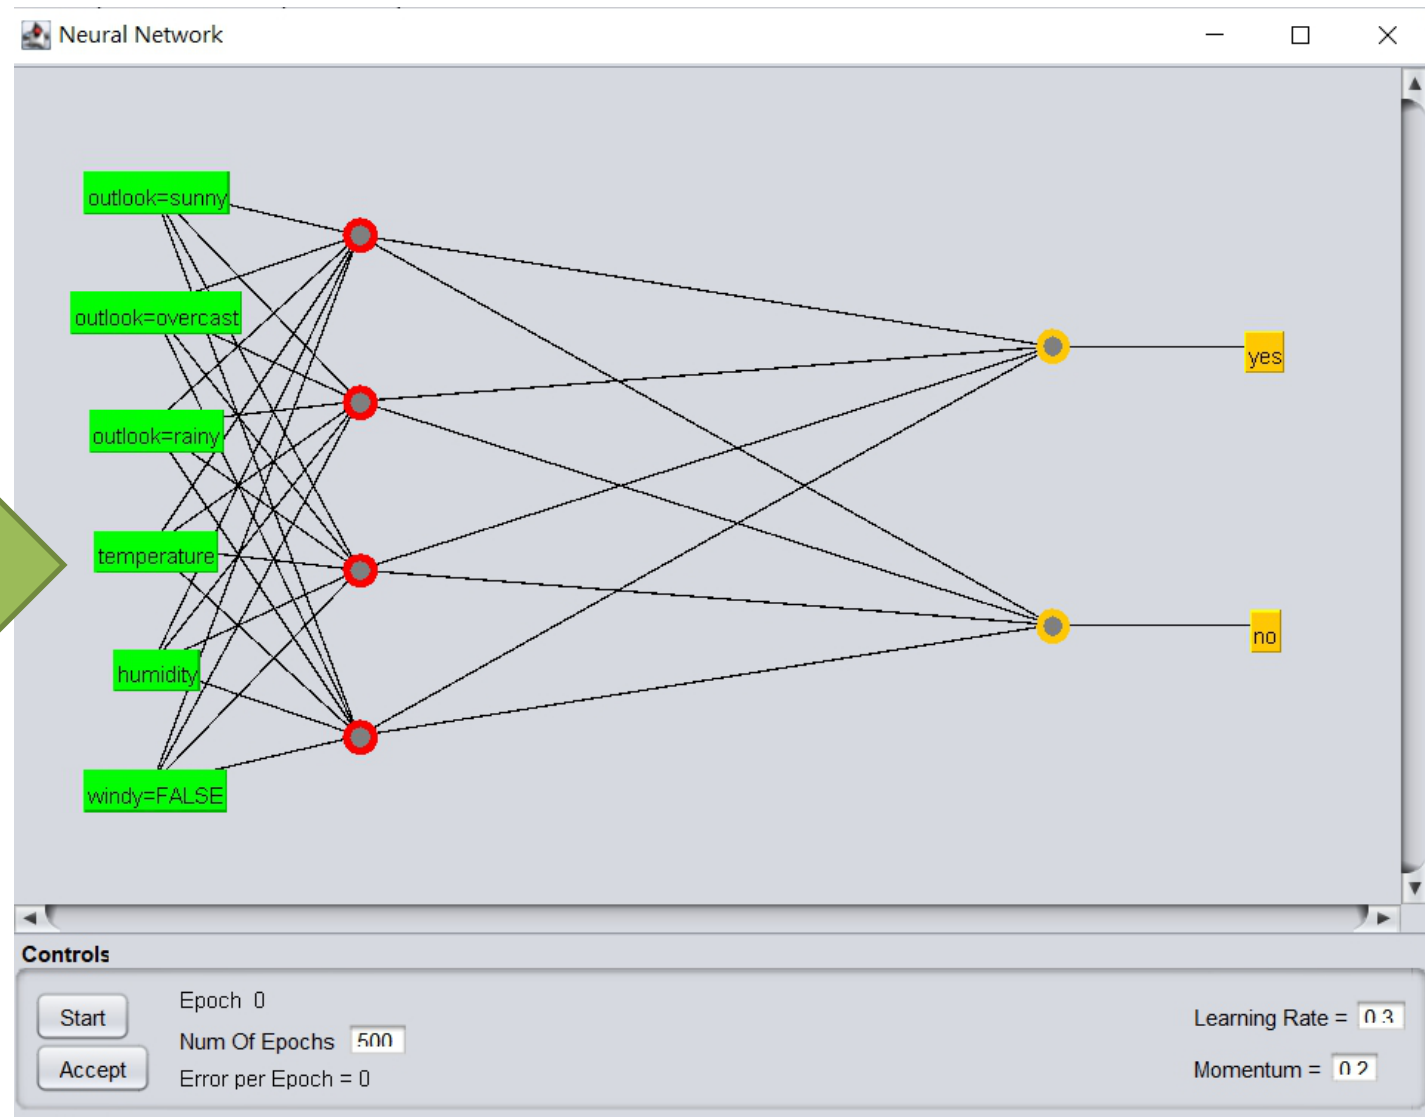 Neural Network
outlook=sunny
outlook=overcast
outlook=rainy
temperature
humidity
windy=FALSE
yes
no
Controls
Start
Accept
Epoch 0
Num Of Epochs 500
Error per Epoch = 0
Learning Rate = 0.3
Momentum = 0.2